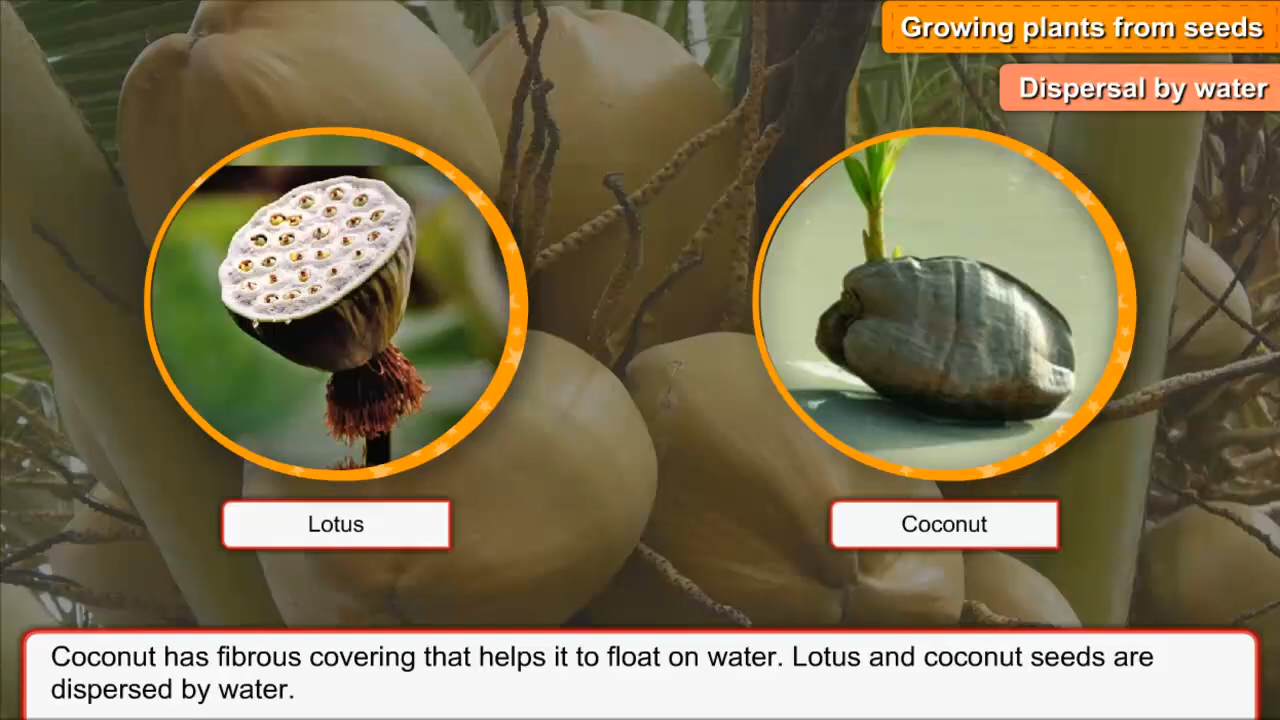 Growing plants from seeds
Dispersal by water
Lotus
Coconut
Coconut has fibrous covering that helps it to float on water. Lotus and coconut seeds are
dispersed by water.